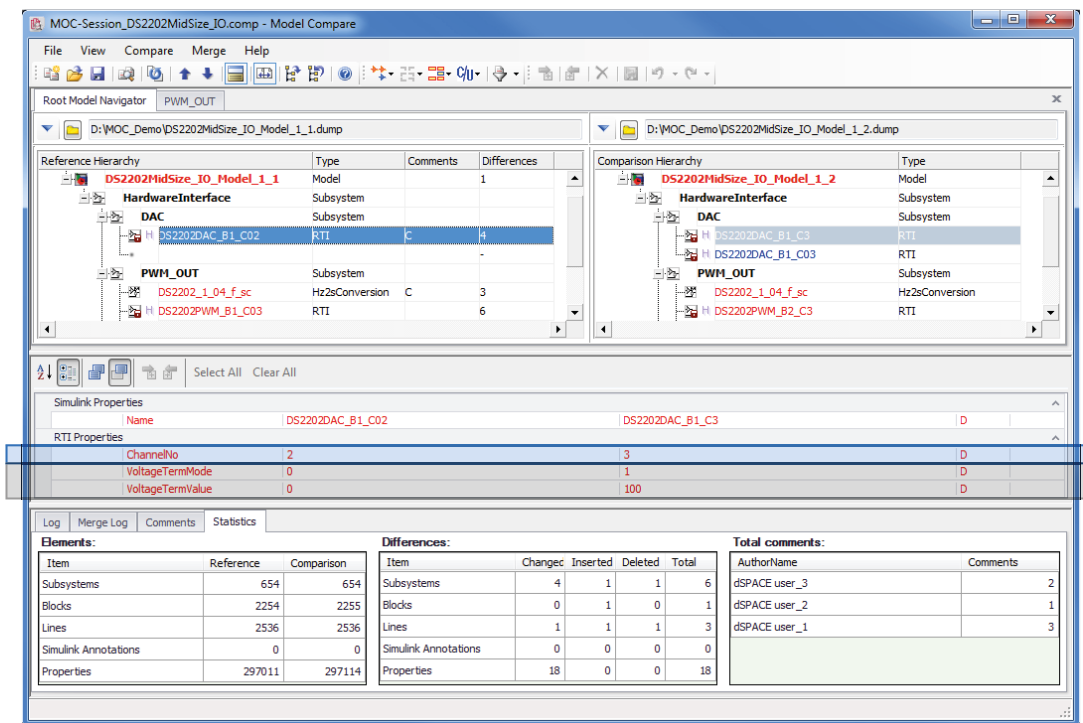 MOC-Session_DS2202MidSize_IO.comp - Model Compare
File View Compare Merge Help
Root Model Navigator PWM_OUT
D:\MOC_Demo\DS2202MidSize_IO_Model_1_1.dump D:\MOC_Demo\DS2202MidSize_IO_Model_1_2.dump
Reference Hierarchy Type Comments Differences Comparison Hierarchy Type
DS2202MidSize_IO_Model_1_1 Model 1 DS2202MidSize_IO_Model_1_2 Model
HardwareInterface Subsystem HardwareInterface Subsystem
DAC Subsystem DAC Subsystem
H DS2202DAC_B1_C02 RTI C 4 H DS2202DAC_B1_C3 RTI
* - H DS2202DAC_B1_C03 RTI
PWM_OUT Subsystem PWM_OUT Subsystem
DS2202_1_04_f_sc Hz2sConversion C 3 DS2202_1_04_f_sc Hz2sConversion
H DS2202PWM_B1_C03 RTI 6 H DS2202PWM_B2_C3 RTI
Select All Clear All
Simulink Properties
Name DS2202DAC_B1_C02 DS2202DAC_B1_C3 D
RTI Properties
ChannelNo 2 3 D
VoltageTermMode 0 1 D
VoltageTermValue 0 100 D
Log Merge Log Comments Statistics
Elements: Differences: Total comments:
Item Reference Comparison Item Changed Inserted Deleted Total AuthorName Comments
Subsystems 654 654 Subsystems 4 1 1 6 dSPACE user_3 2
Blocks 2254 2255 Blocks 0 1 0 1 dSPACE user_2 1
Lines 2536 2536 Lines 1 1 1 3 dSPACE user_1 3
Simulink Annotations 0 0 Simulink Annotations 0 0 0 0
Properties 297011 297114 Properties 18 0 0 18